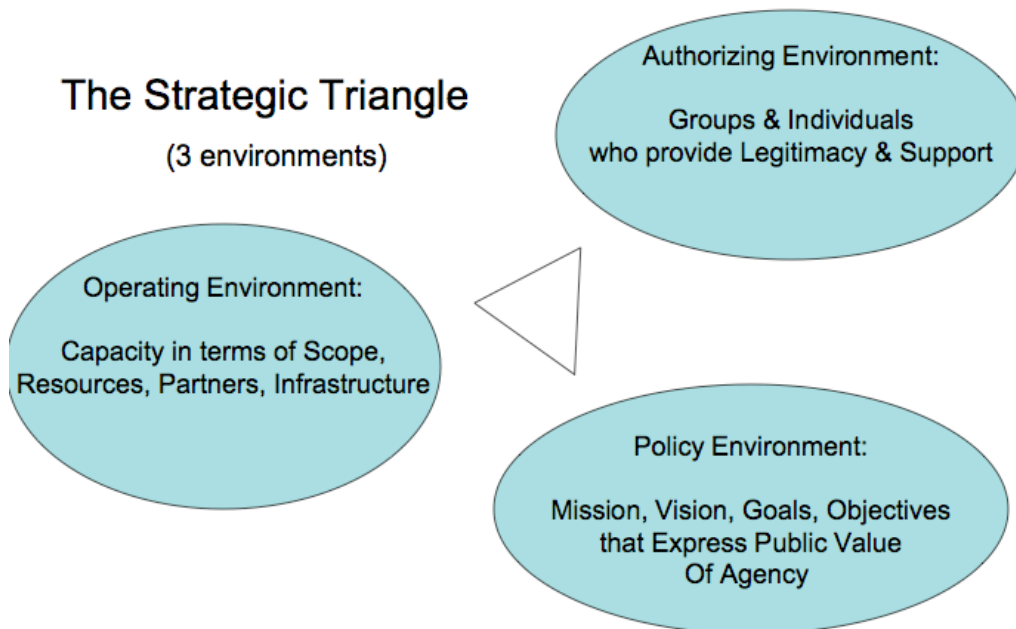 The Strategic Triangle
(3 environments)
Authorizing Environment:
Groups & Individuals
who provide Legitimacy & Support
Operating Environment:
Capacity in terms of Scope,
Resources, Partners, Infrastructure
Policy Environment:
Mission, Vision, Goals, Objectives
that Express Public Value
Of Agency